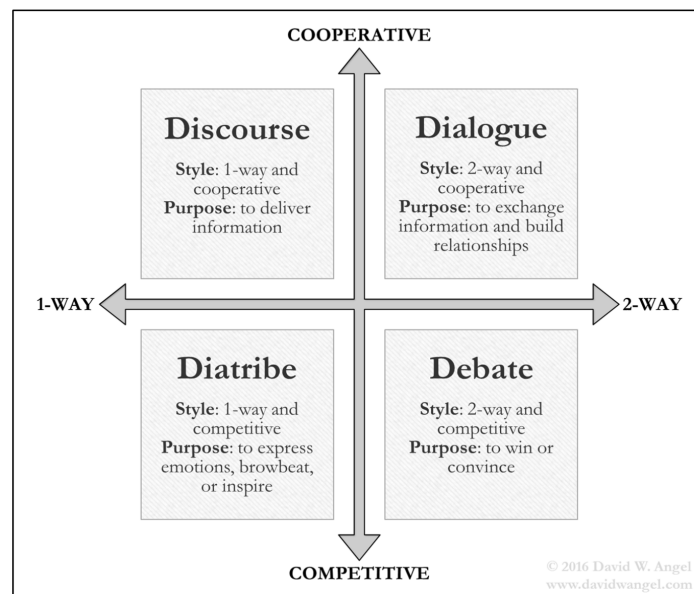 COOPERATIVE
Discourse
Style: 1-way and
cooperative
Purpose: to deliver
information
Dialogue
Style: 2-way and
cooperative
Purpose: to exchange
information and build
relationships
1-WAY
2-WAY
Diatribe
Style: 1-way and
competitive
Purpose: to express
emotions, browbeat,
or inspire
Debate
Style: 2-way and
competitive
Purpose: to win or
convince
COMPETITIVE
© 2016 David W. Angel
www.davidwangel.com